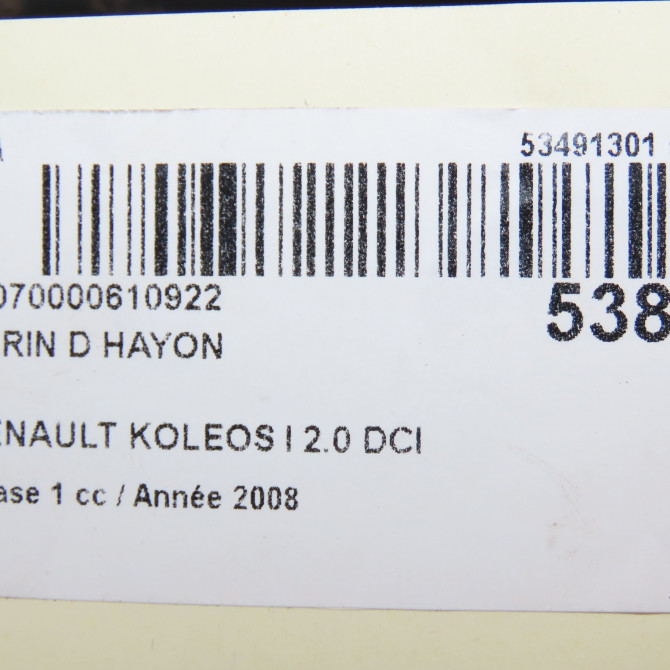 53491301
070000610922
538
RIN D HAYON
ENAULT KOLEOS I 2.0 DCI
ase 1 cc / Année 2008